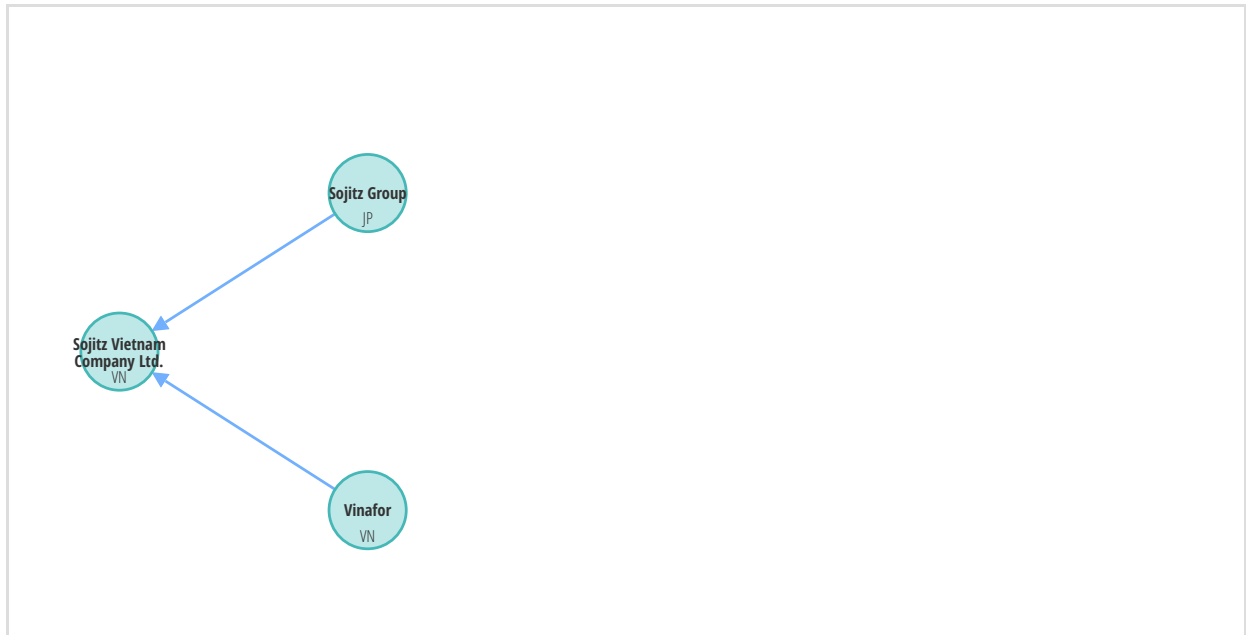 Sojitz Group
JP
Sojitz Vietnam
Company Ltd.
VN
Vinafor
VN